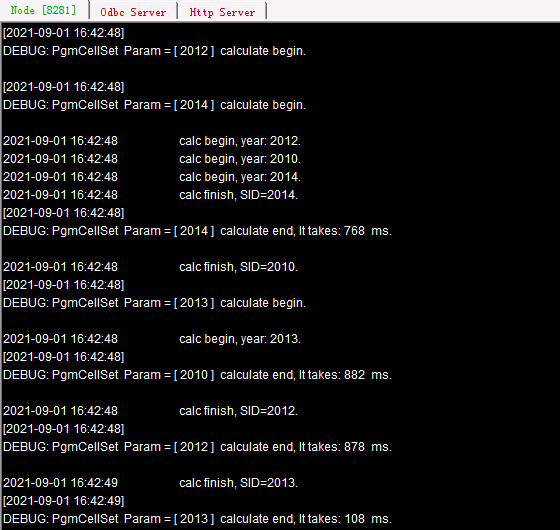 Node [8281] Odbc Server Http Server
[2021-09-01 16:42:48]
DEBUG: PgmCellSet Param = [ 2012 ] calculate begin.
[2021-09-01 16:42:48]
DEBUG: PgmCellSet Param = [ 2014 ] calculate begin.
2021-09-01 16:42:48 calc begin, year: 2012.
2021-09-01 16:42:48 calc begin, year: 2010.
2021-09-01 16:42:48 calc begin, year: 2014.
2021-09-01 16:42:48 calc finish, SID=2014.
[2021-09-01 16:42:48]
DEBUG: PgmCellSet Param = [ 2014 ] calculate end, It takes: 768 ms.
2021-09-01 16:42:48 calc finish, SID=2010.
[2021-09-01 16:42:48]
DEBUG: PgmCellSet Param = [ 2013 ] calculate begin.
2021-09-01 16:42:48 calc begin, year: 2013.
[2021-09-01 16:42:48]
DEBUG: PgmCellSet Param = [ 2010 ] calculate end, It takes: 882 ms.
2021-09-01 16:42:48 calc finish, SID=2012.
[2021-09-01 16:42:48]
DEBUG: PgmCellSet Param = [ 2012 ] calculate end, It takes: 878 ms.
2021-09-01 16:42:49 calc finish, SID=2013.
[2021-09-01 16:42:49]
DEBUG: PgmCellSet Param = [ 2013 ] calculate end, It takes: 108 ms.